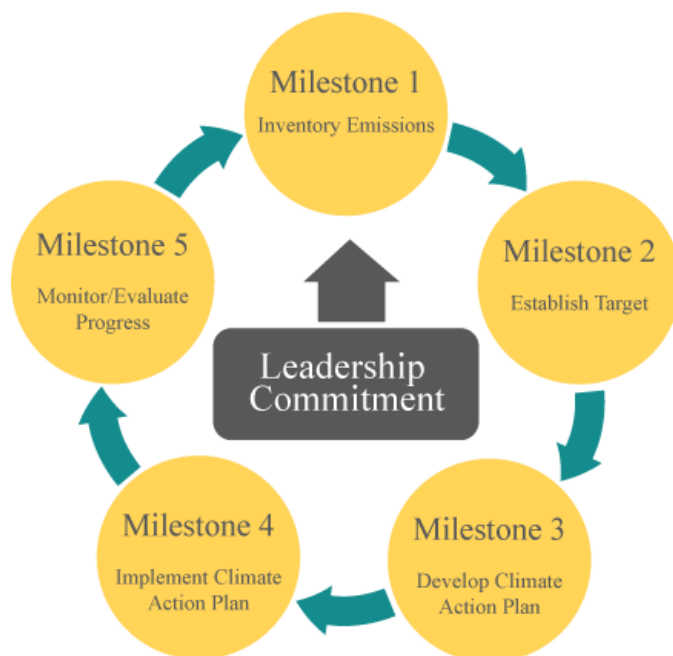 Milestone 1
Inventory Emissions
Milestone 2
Establish Target
Milestone 3
Develop Climate
Action Plan
Milestone 4
Implement Climate
Action Plan
Milestone 5
Monitor/Evaluate
Progress
Leadership
Commitment